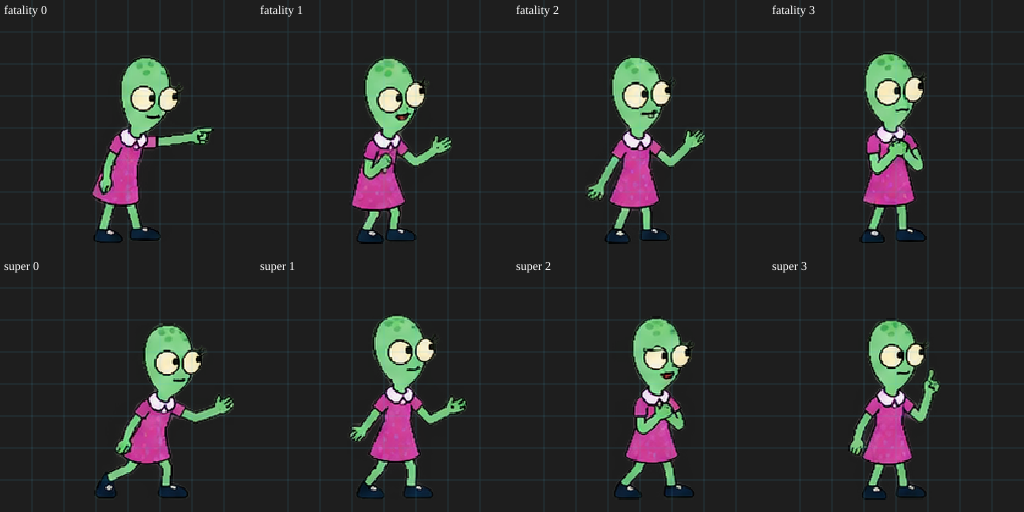 fatality 0
fatality 1
fatality 2
fatality 3
super 0
super 1
super 2
super 3